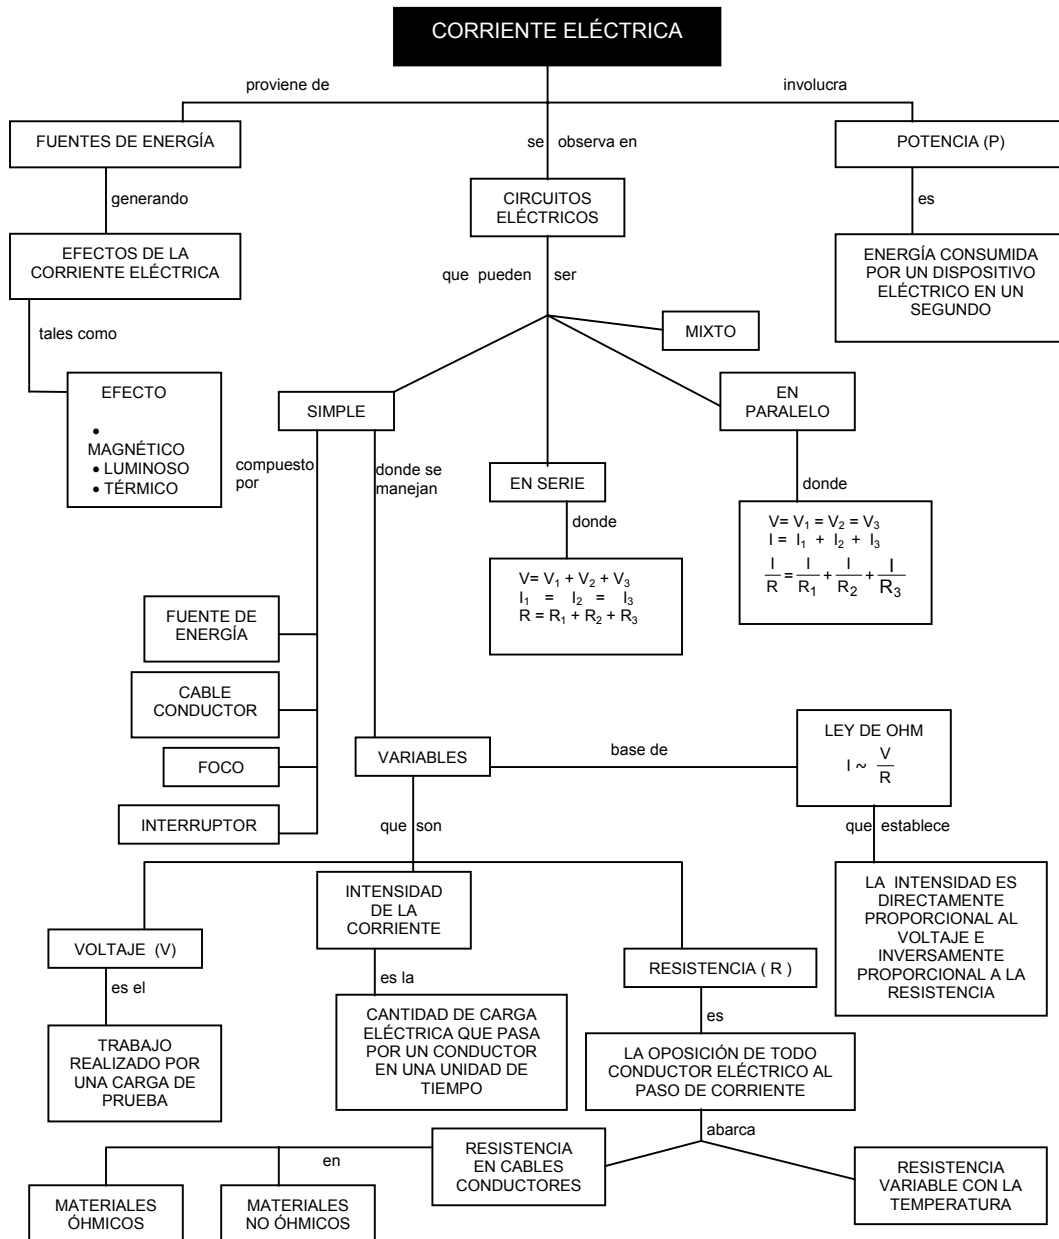 CORRIENTE ELÉCTRICA
proviene de
involucra
FUENTES DE ENERGÍA
se observa en
POTENCIA (P)
generando
CIRCUITOS
ELÉCTRICOS
es
EFECTOS DE LA
CORRIENTE ELÉCTRICA
que pueden ser
ENERGÍA CONSUMIDA
POR UN DISPOSITIVO
ELÉCTRICO EN UN
SEGUNDO
tales como
MIXTO
EFECTO
•
MAGNÉTICO
• LUMINOSO
• TÉRMICO
SIMPLE
EN
PARALELO
compuesto
por
donde se
manejan
EN SERIE
donde
donde
V= V₁ = V₂ = V₃
I = I₁ + I₂ + I₃
I/R = I/R₁ + I/R₂ + I/R₃
V= V₁ + V₂ + V₃
I₁ = I₂ = I₃
R = R₁ + R₂ + R₃
FUENTE DE
ENERGÍA
CABLE
CONDUCTOR
FOCO
INTERRUPTOR
VARIABLES
base de
LEY DE OHM
I ~ V/R
que son
que establece
VOLTAJE (V)
INTENSIDAD
DE LA
CORRIENTE
RESISTENCIA ( R )
LA INTENSIDAD ES
DIRECTAMENTE
PROPORCIONAL AL
VOLTAJE E
INVERSAMENTE
PROPORCIONAL A LA
RESISTENCIA
es el
es la
es
TRABAJO
REALIZADO POR
UNA CARGA DE
PRUEBA
CANTIDAD DE CARGA
ELÉCTRICA QUE PASA
POR UN CONDUCTOR
EN UNA UNIDAD DE
TIEMPO
LA OPOSICIÓN DE TODO
CONDUCTOR ELÉCTRICO AL
PASO DE CORRIENTE
abarca
en
RESISTENCIA
EN CABLES
CONDUCTORES
RESISTENCIA
VARIABLE CON LA
TEMPERATURA
MATERIALES
ÓHMICOS
MATERIALES
NO ÓHMICOS